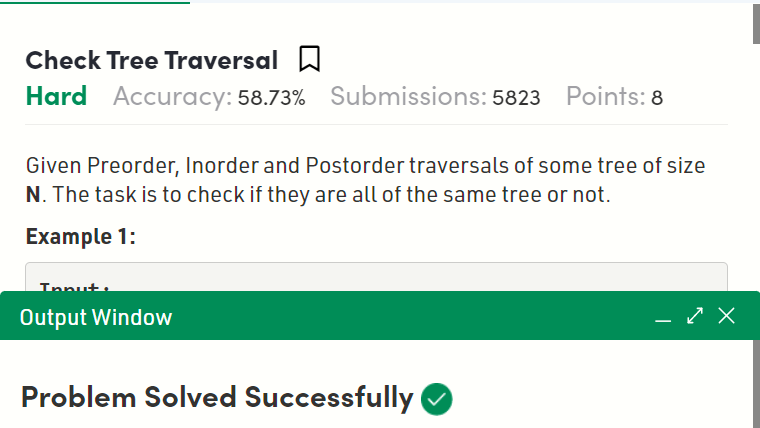 Check Tree Traversal
Hard Accuracy: 58.73% Submissions: 5823 Points: 8
Given Preorder, Inorder and Postorder traversals of some tree of size
N. The task is to check if they are all of the same tree or not.
Example 1:
Input:
Output Window
Problem Solved Successfully